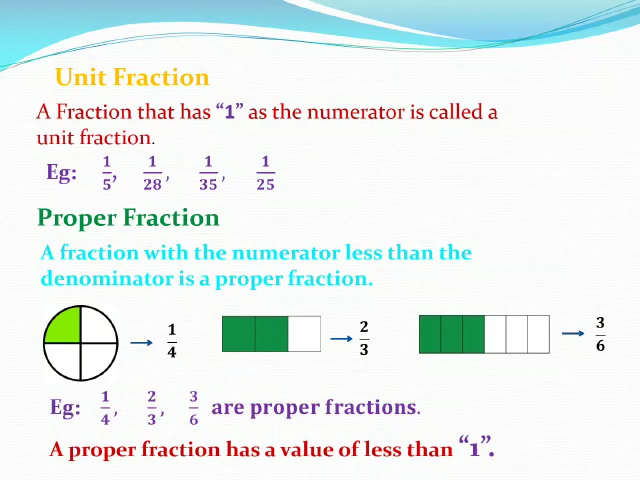 Unit Fraction
A Fraction that has “1” as the numerator is called a
unit fraction.
Eg: 1/5, 1/28, 1/35, 1/25
Proper Fraction
A fraction with the numerator less than the
denominator is a proper fraction.
1/4 2/3 3/6
Eg: 1/4, 2/3, 3/6 are proper fractions.
A proper fraction has a value of less than “1”.